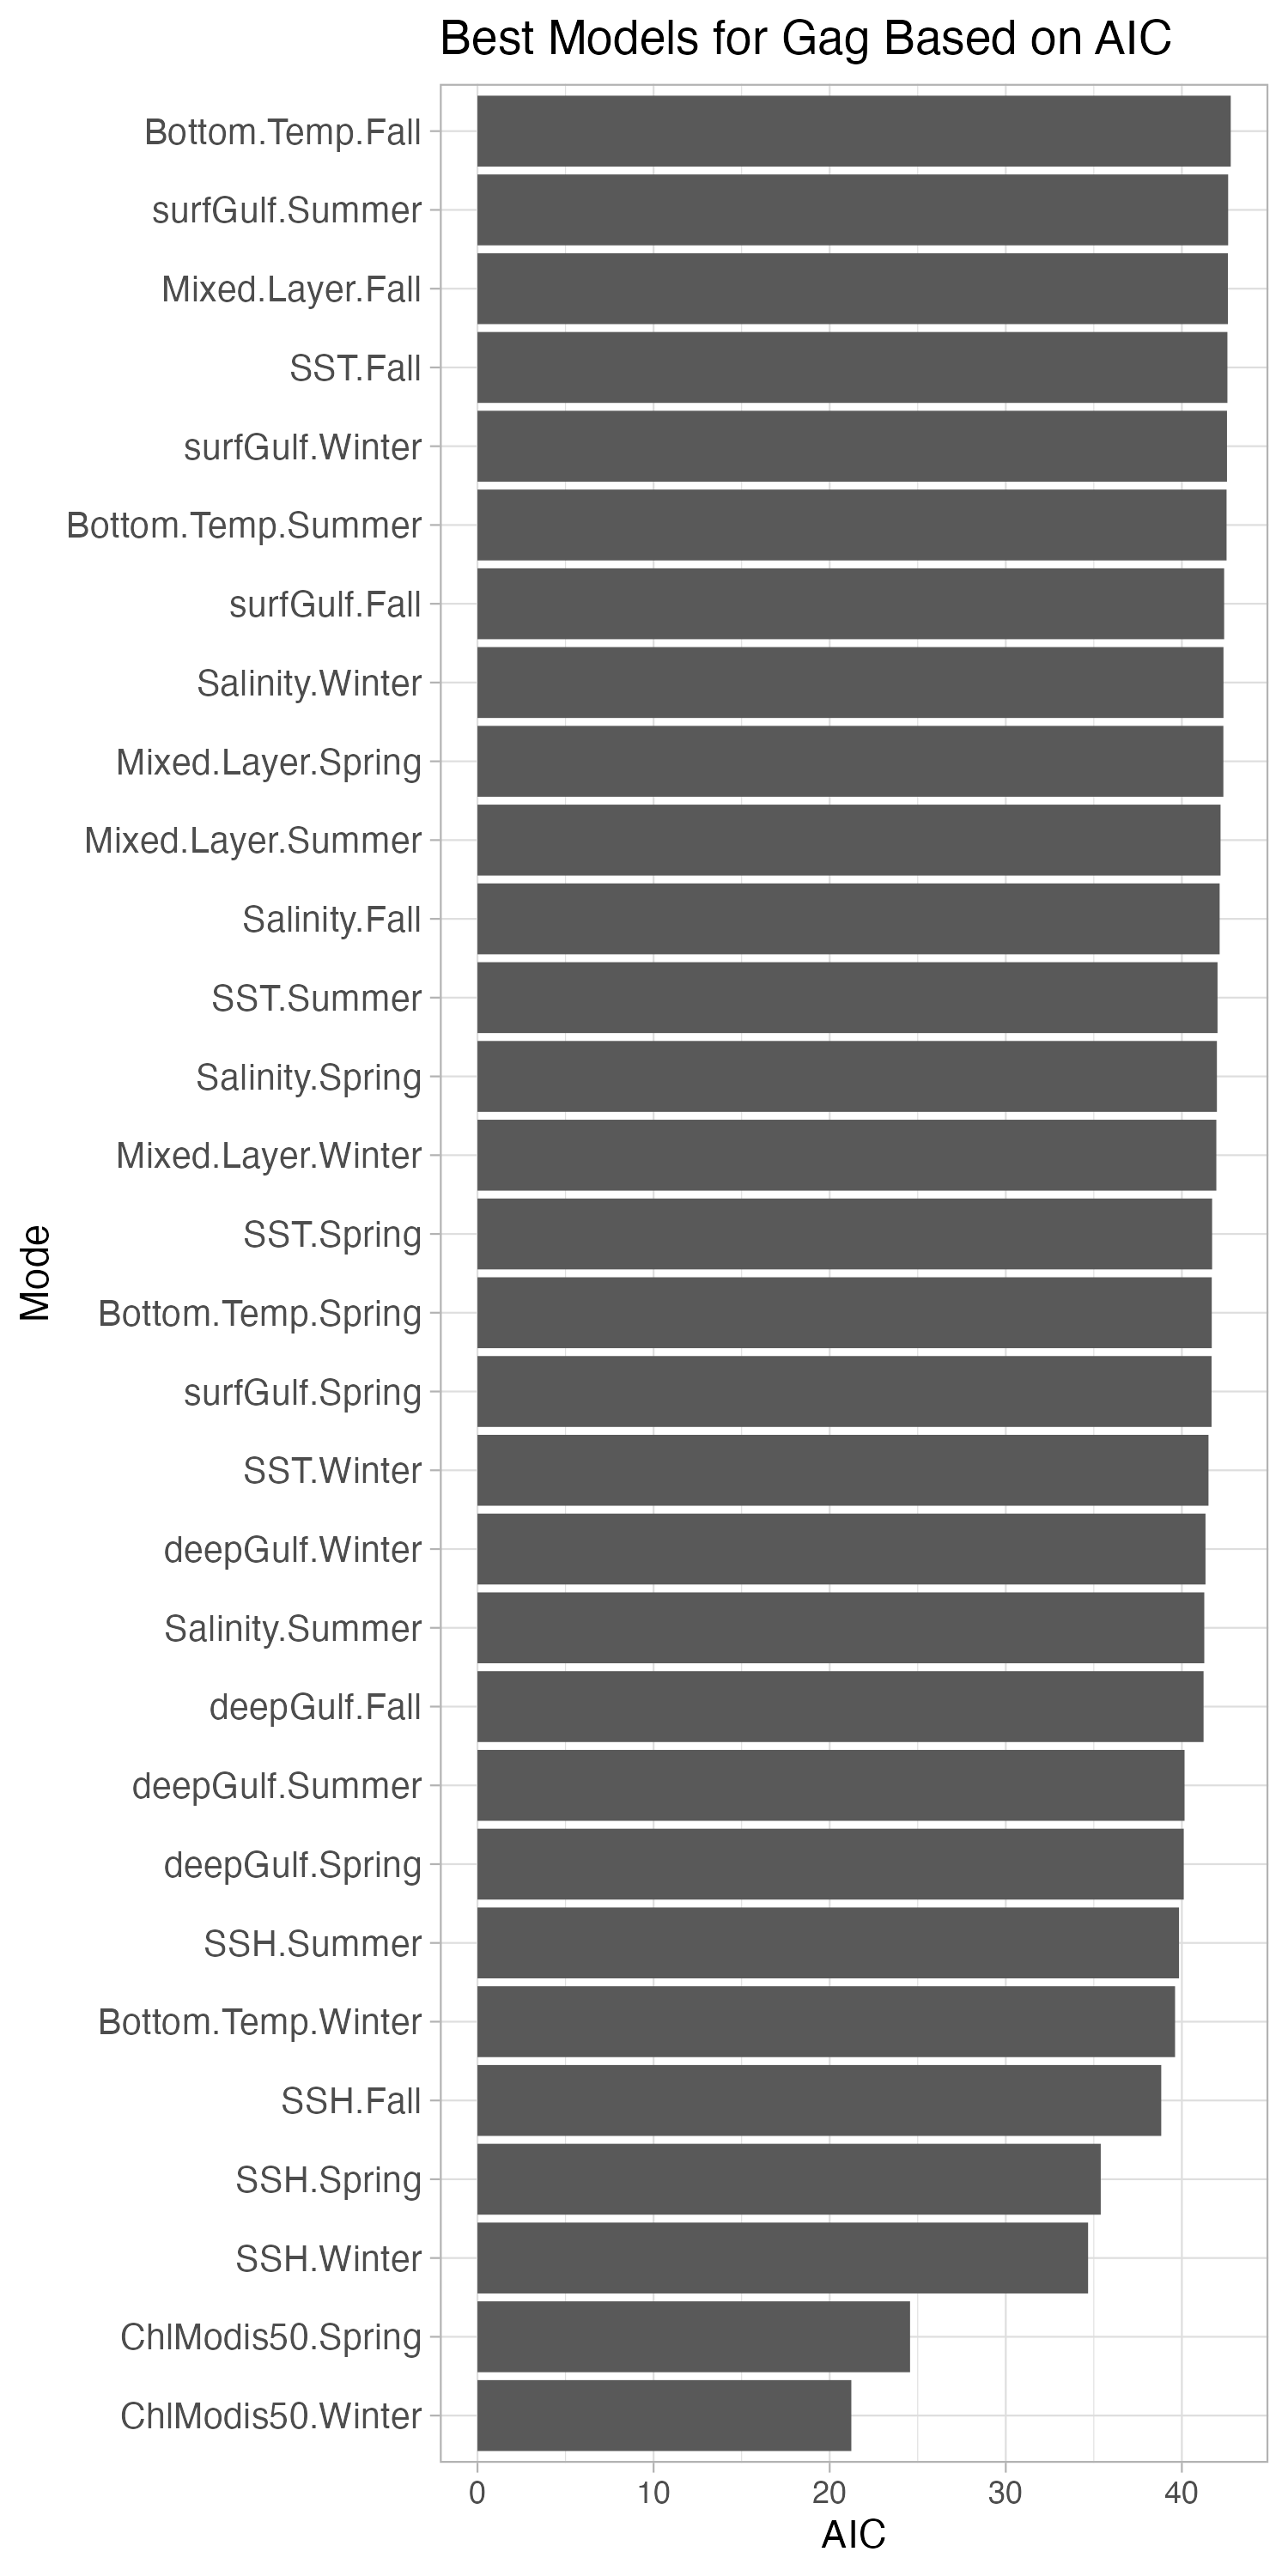 Best Models for Gag Based on AIC
Bottom.Temp.Fall
surfGulf.Summer
Mixed.Layer.Fall
SST.Fall
surfGulf.Winter
Bottom.Temp.Summer
surfGulf.Fall
Salinity.Winter
Mixed.Layer.Spring
Mixed.Layer.Summer
Salinity.Fall
SST.Summer
Salinity.Spring
Mixed.Layer.Winter
SST.Spring
Bottom.Temp.Spring
surfGulf.Spring
SST.Winter
deepGulf.Winter
Salinity.Summer
deepGulf.Fall
deepGulf.Summer
deepGulf.Spring
SSH.Summer
Bottom.Temp.Winter
SSH.Fall
SSH.Spring
SSH.Winter
ChlModis50.Spring
ChlModis50.Winter
Mode
0 10 20 30 40
AIC